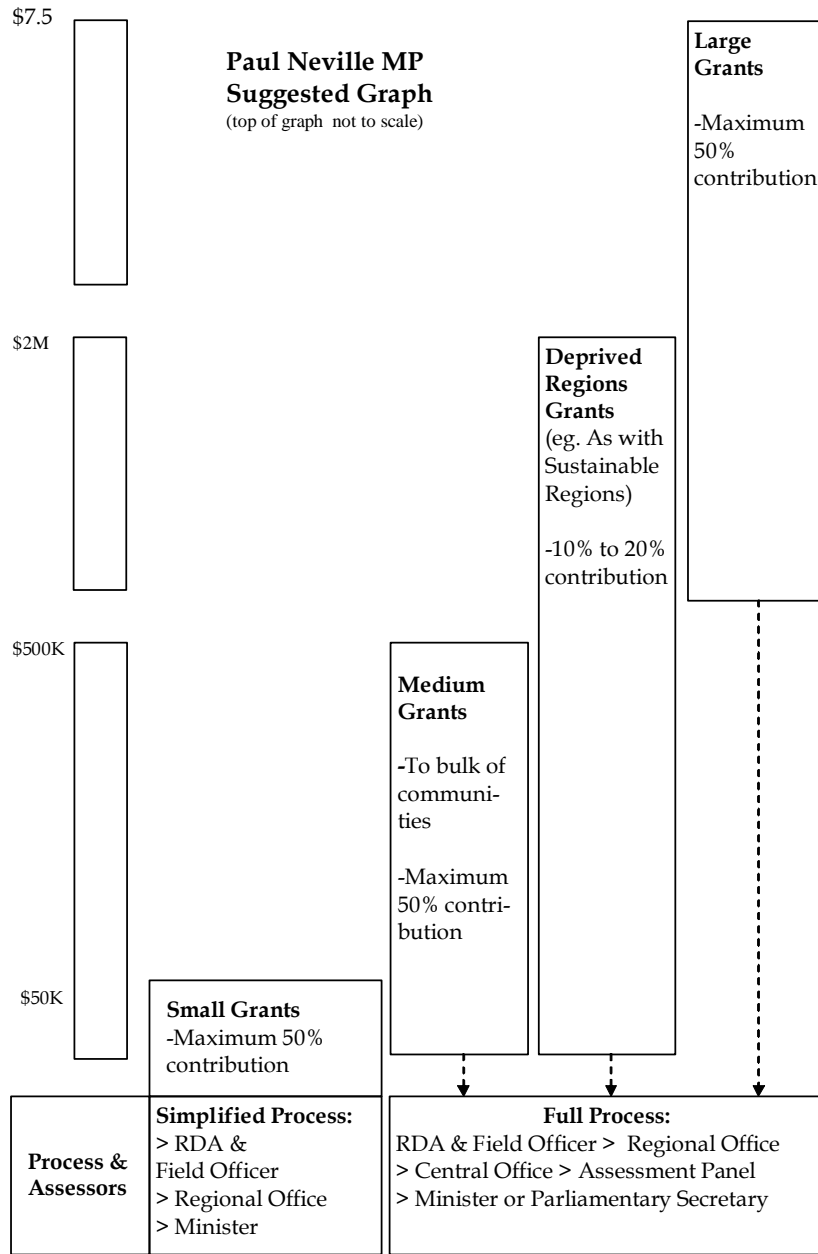 $7.5
Paul Neville MP
Suggested Graph
(top of graph not to scale)
Large
Grants
-Maximum
50%
contribution
$2M
Deprived
Regions
Grants
(eg. As with
Sustainable
Regions)
-10% to 20%
contribution
$500K
Medium
Grants
-To bulk of
communi-
ties
-Maximum
50% contri-
bution
$50K
Small Grants
-Maximum 50%
contribution
Process &
Assessors
Simplified Process:
> RDA &
Field Officer
> Regional Office
> Minister
Full Process:
RDA & Field Officer > Regional Office
> Central Office > Assessment Panel
> Minister or Parliamentary Secretary